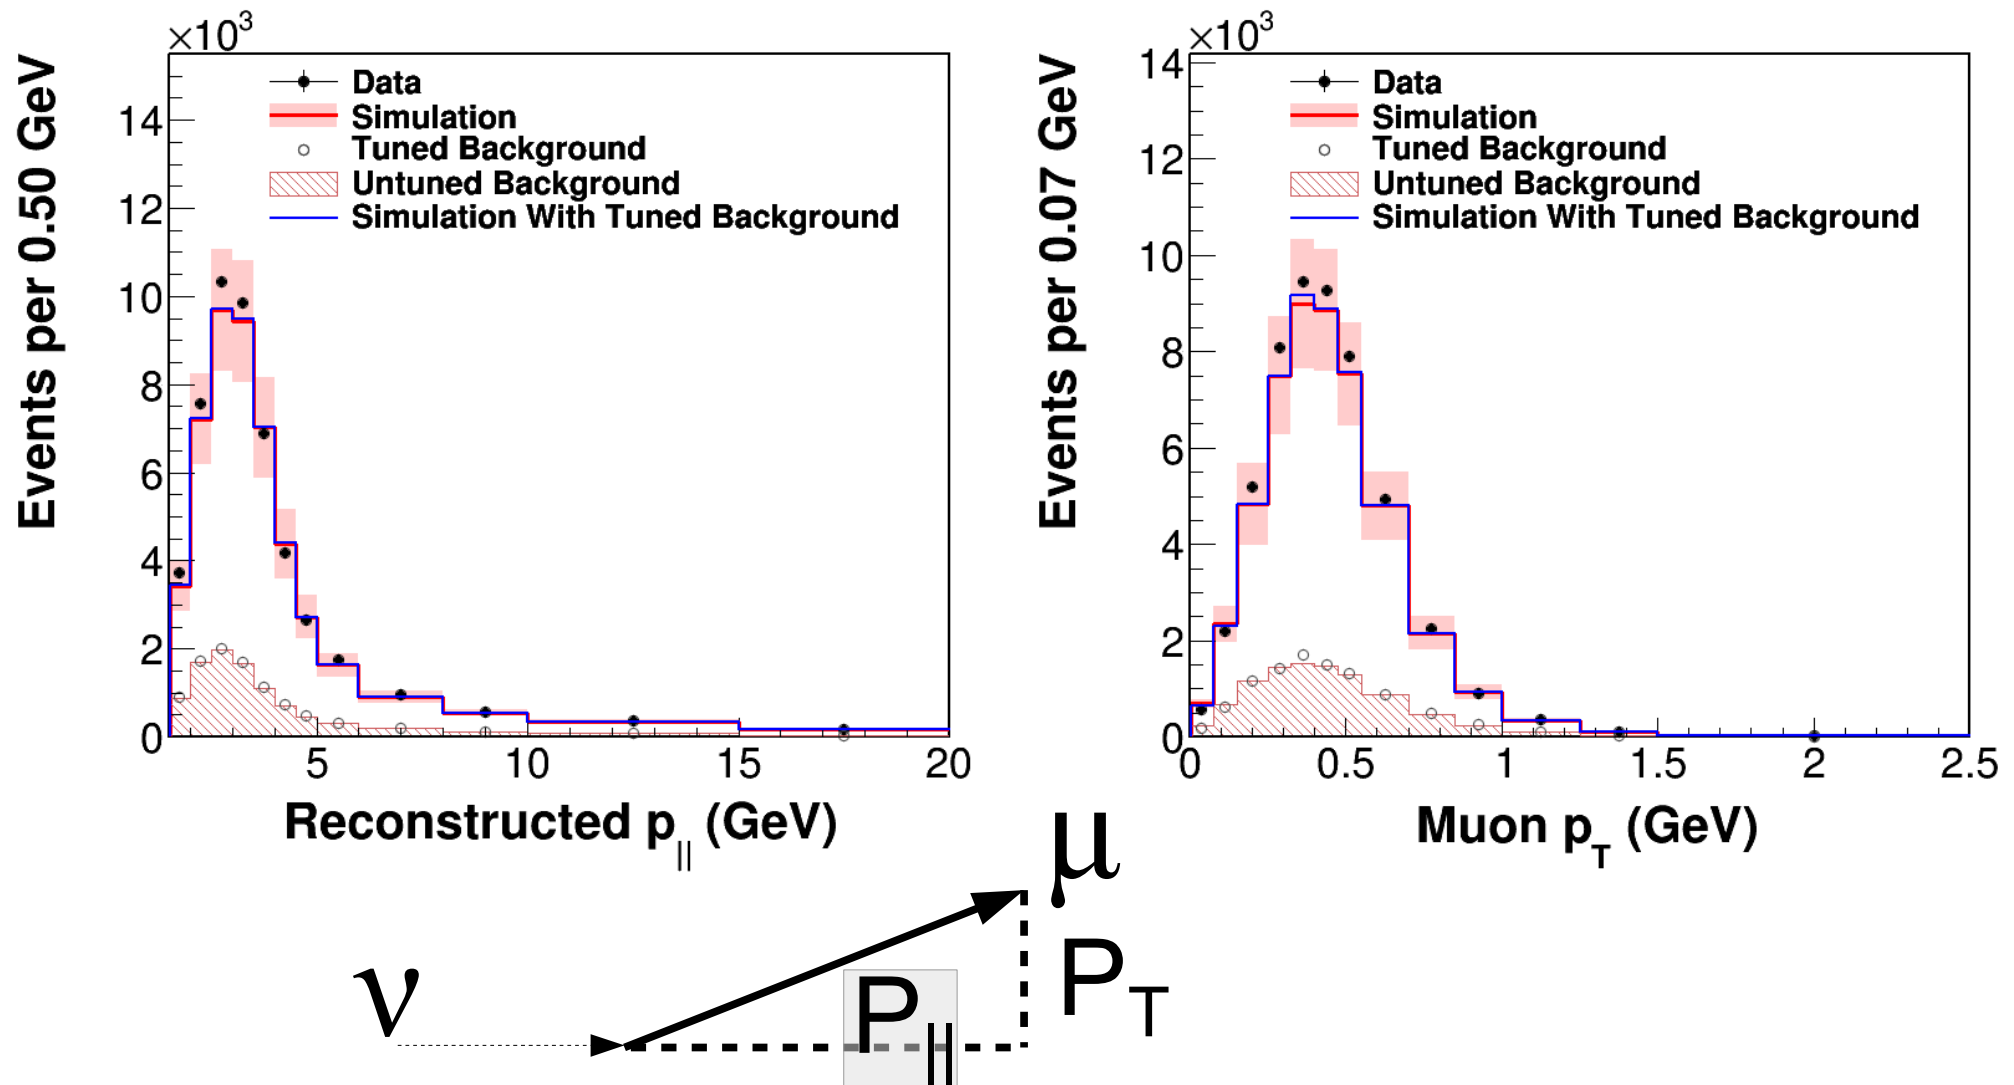 ×10³
Events per 0.50 GeV
Data
Simulation
Tuned Background
Untuned Background
Simulation With Tuned Background
14
12
10
8
6
4
2
0
5 10 15 20
Reconstructed p|| (GeV)
×10³
Events per 0.07 GeV
Data
Simulation
Tuned Background
Untuned Background
Simulation With Tuned Background
14
12
10
8
6
4
2
0
0 0.5 1 1.5 2 2.5
Muon pT (GeV)
μ
ν
P||
PT